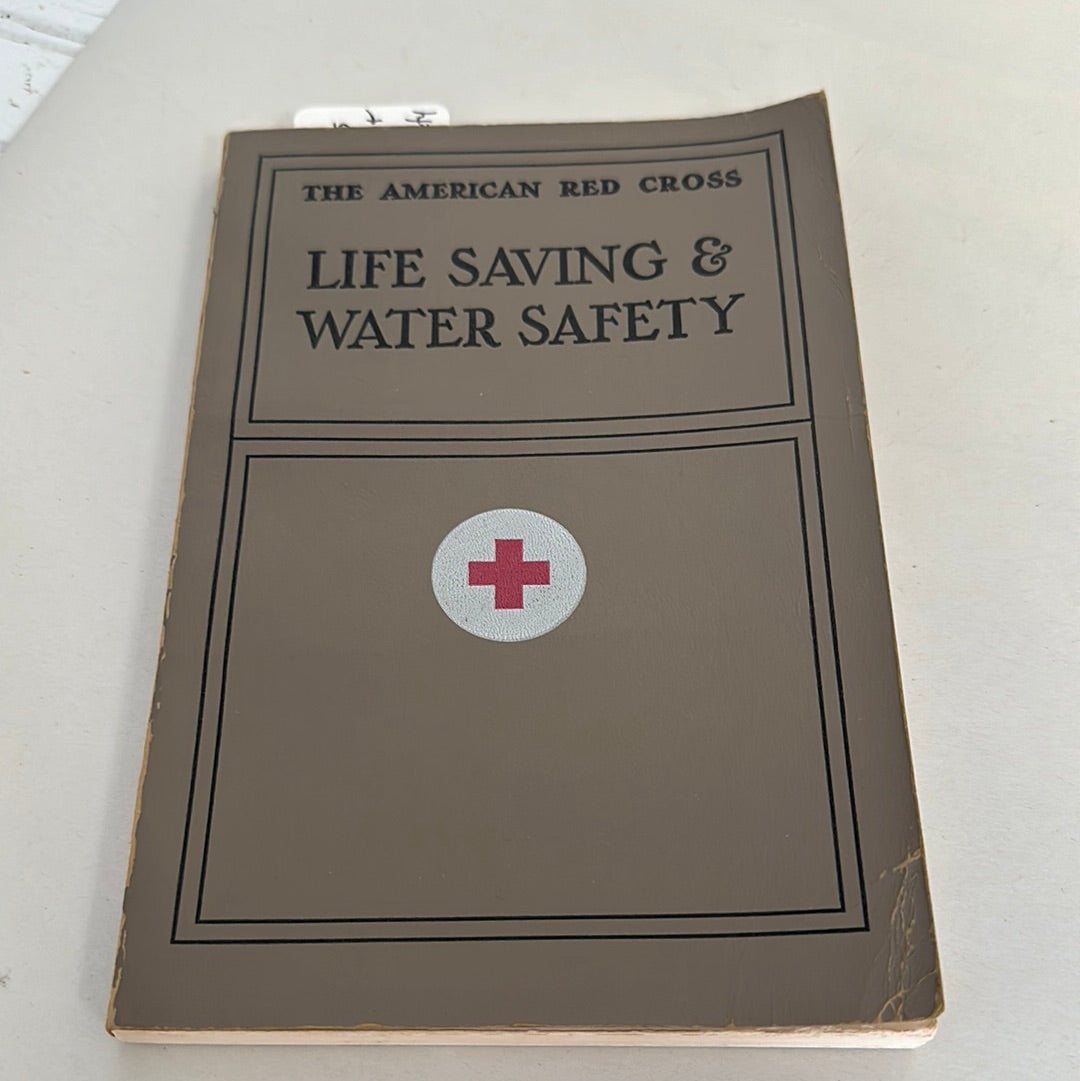 THE AMERICAN RED CROSS
LIFE SAVING &
WATER SAFETY